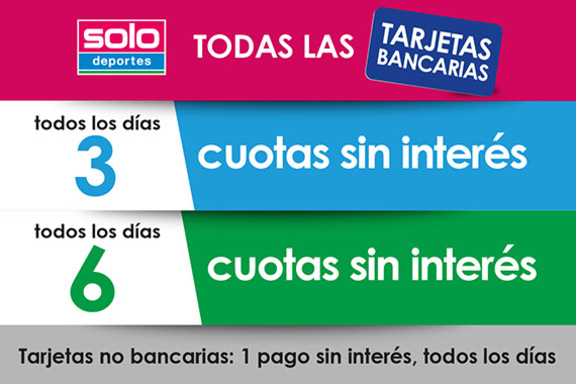 solo
deportes
TODAS LAS
TARJETAS
BANCARIAS
todos los días
3
cuotas sin interés
todos los días
6
cuotas sin interés
Tarjetas no bancarias: 1 pago sin interés, todos los días